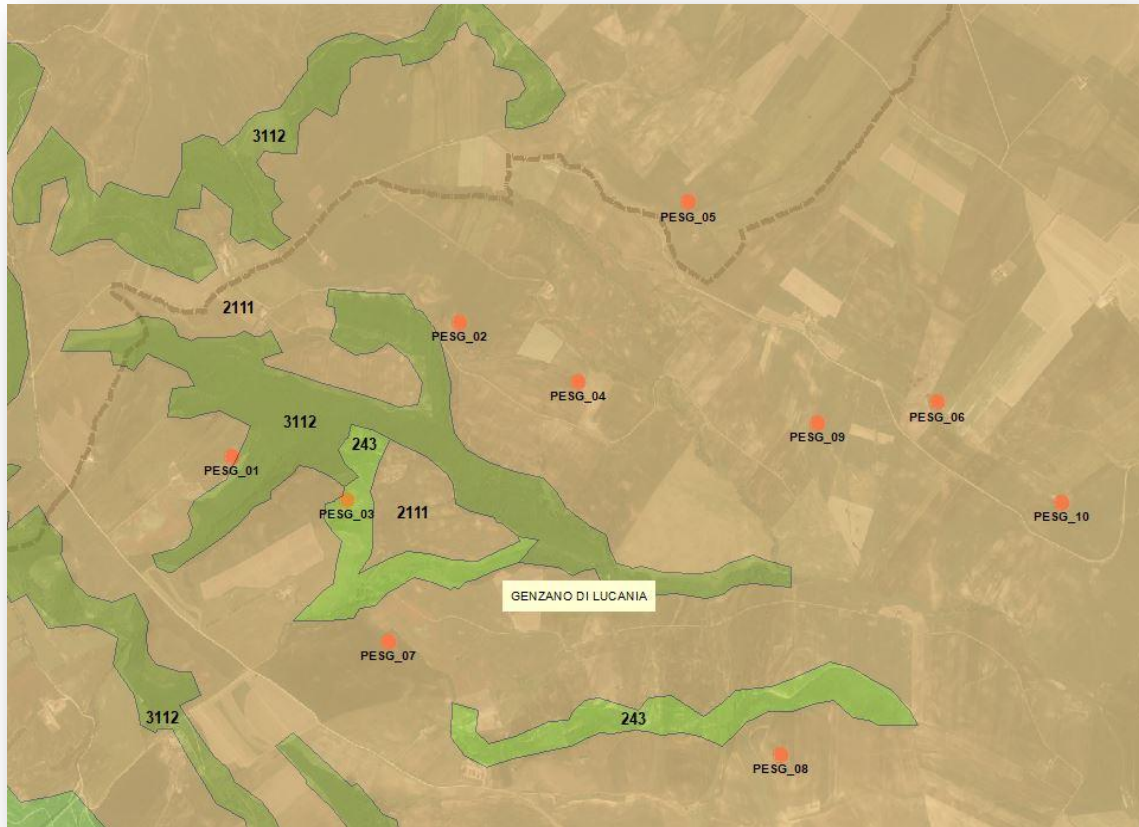 3112
PESG_05
2111
PESG_02
PESG_04
PESG_06
3112
PESG_09
243
PESG_01
PESG_03
2111
PESG_10
GENZANO DI LUCANIA
PESG_07
3112
243
PESG_08